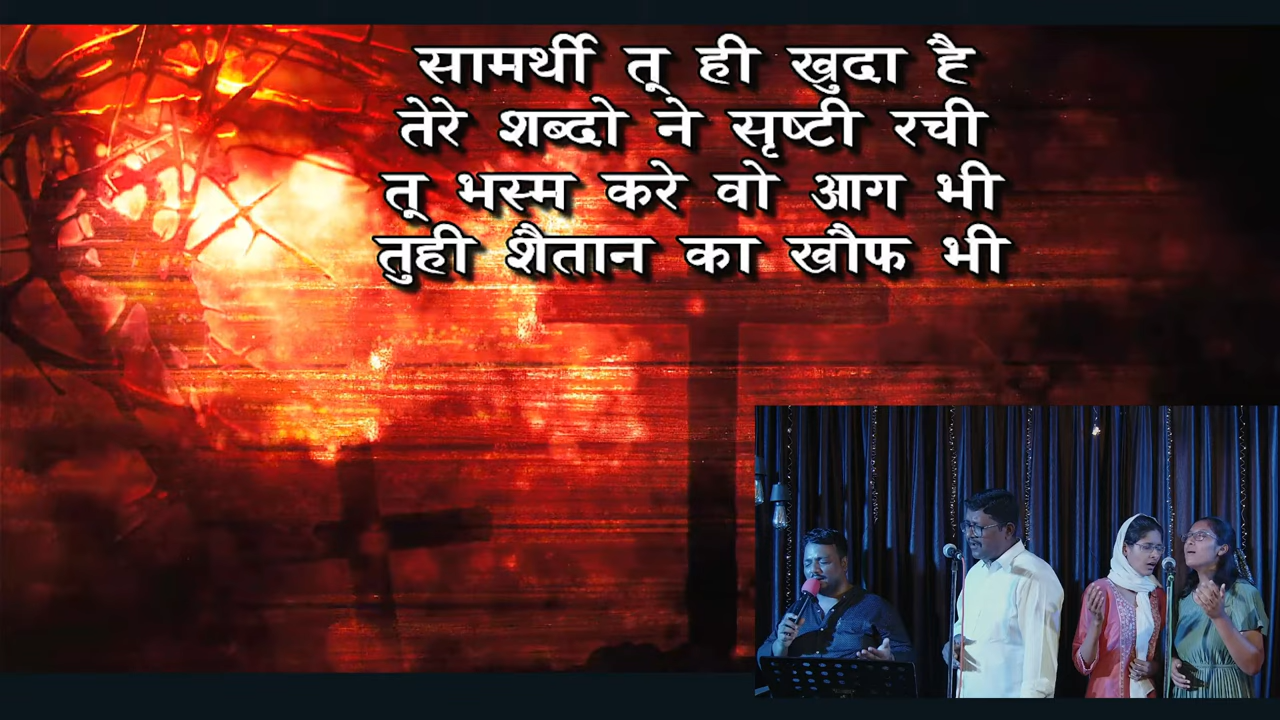 सामर्थी तू ही खुदा है
तेरे शब्दो ने सृष्टी रची
तू भस्म करे वो आग भी
तुही शैतान का खौफ भी